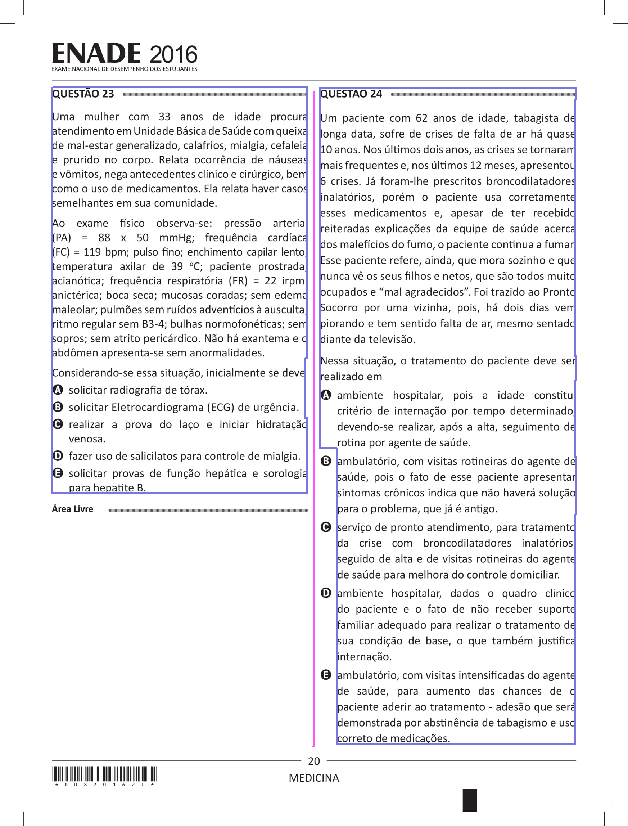 ENADE 2016
EXAME NACIONAL DE DESEMPENHO DOS ESTUDANTES
QUESTÃO 23
Uma mulher com 33 anos de idade procura
atendimento em Unidade Básica de Saúde com queixa
de mal-estar generalizado, calafrios, mialgia, cefaleia
e prurido no corpo. Relata ocorrência de náuseas
e vômitos, nega antecedentes clínico e cirúrgico, bem
como o uso de medicamentos. Ela relata haver casos
semelhantes em sua comunidade.
Ao exame físico observa-se: pressão arterial
(PA) = 88 x 50 mmHg; frequência cardíaca
(FC) = 119 bpm; pulso fino; enchimento capilar lento;
temperatura axilar de 39 °C; paciente prostrada,
acianótica; frequência respiratória (FR) = 22 irpm;
anictérica; boca seca; mucosas coradas; sem edema
maleolar; pulmões sem ruídos adventícios à ausculta;
ritmo regular sem B3-4; bulhas normofonéticas; sem
sopros; sem atrito pericárdico. Não há exantema e o
abdômen apresenta-se sem anormalidades.
Considerando-se essa situação, inicialmente se deve
A solicitar radiografia de tórax.
B solicitar Eletrocardiograma (ECG) de urgência.
C realizar a prova do laço e iniciar hidratação
venosa.
D fazer uso de salicilatos para controle de mialgia.
E solicitar provas de função hepática e sorologia
para hepatite B.
Área Livre
QUESTÃO 24
Um paciente com 62 anos de idade, tabagista de
longa data, sofre de crises de falta de ar há quase
10 anos. Nos últimos dois anos, as crises se tornaram
mais frequentes e, nos últimos 12 meses, apresentou
6 crises. Já foram-lhe prescritos broncodilatadores
inalatórios, porém o paciente usa corretamente
esses medicamentos e, apesar de ter recebido
reiteradas explicações da equipe de saúde acerca
dos malefícios do fumo, o paciente continua a fumar.
Esse paciente refere, ainda, que mora sozinho e que
nunca vê os seus filhos e netos, que são todos muito
ocupados e "mal agradecidos". Foi trazido ao Pronto
Socorro por uma vizinha, pois, há dois dias vem
piorando e tem sentido falta de ar, mesmo sentado
diante da televisão.
Nessa situação, o tratamento do paciente deve ser
realizado em
A ambiente hospitalar, pois a idade constitui
critério de internação por tempo determinado,
devendo-se realizar, após a alta, seguimento de
rotina por agente de saúde.
B ambulatório, com visitas rotineiras do agente de
saúde, pois o fato de esse paciente apresentar
sintomas crônicos indica que não haverá solução
para o problema, que já é antigo.
C serviço de pronto atendimento, para tratamento
da crise com broncodilatadores inalatórios,
seguido de alta e de visitas rotineiras do agente
de saúde para melhora do controle domiciliar.
D ambiente hospitalar, dados o quadro clínico
do paciente e o fato de não receber suporte
familiar adequado para realizar o tratamento de
sua condição de base, o que também justifica
internação.
E ambulatório, com visitas intensificadas do agente
de saúde, para aumento das chances de o
paciente aderir ao tratamento - adesão que será
demonstrada por abstinência de tabagismo e uso
correto de medicações.
20
MEDICINA